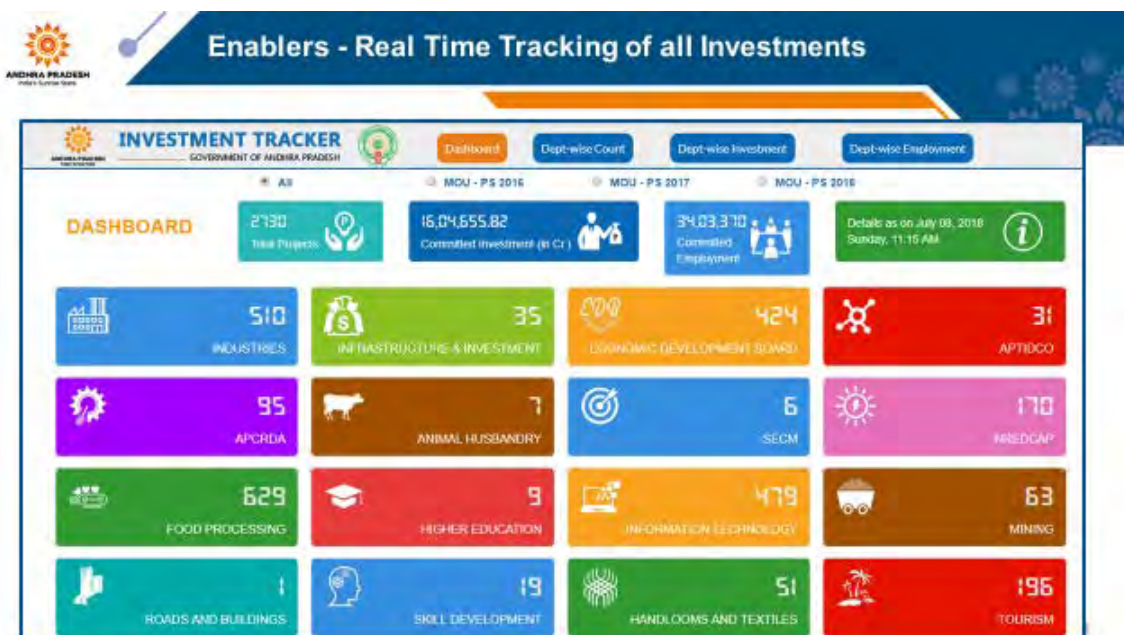 Enablers - Real Time Tracking of all Investments
ANDHRA PRADESH
India's Sunrise State
INVESTMENT TRACKER
GOVERNMENT OF ANDHRA PRADESH
Dashboard
Dept-wise Count
Dept-wise Investment
Dept-wise Employment
ANDHRA PRADESH
All
MOU - PS 2016
MOU - PS 2017
MOU - PS 2018
DASHBOARD
2730
Total Projects
16,04,655.82
Committed Investment (in Cr)
34,03,370
Committed
Employment
Details as on July 08, 2018
Sunday, 11:15 AM
510
INDUSTRIES
35
INFRASTRUCTURE & INVESTMENT
424
ECONOMIC DEVELOPMENT BOARD
31
APTIDCO
95
APCRDA
7
ANIMAL HUSBANDRY
6
SECM
170
NREDCAP
629
FOOD PROCESSING
9
HIGHER EDUCATION
479
INFORMATION TECHNOLOGY
63
MINING
1
ROADS AND BUILDINGS
19
SKILL DEVELOPMENT
51
HANDLOOMS AND TEXTILES
196
TOURISM